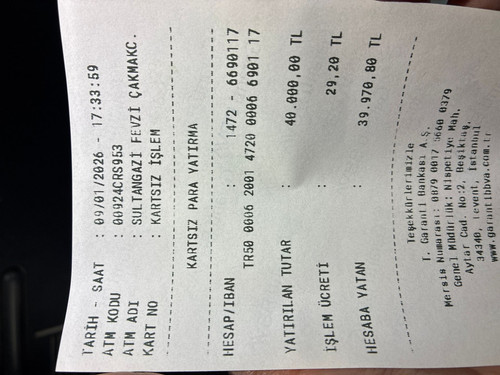 TARİH - SAAT : 09/01/2026 - 17:33:59
ATM KODU : 00924CRS953
ATM ADI : SULTANGAZİ FEVZİ ÇAKMAKC.
KART NO : KARTSIZ İŞLEM
KARTSIZ PARA YATIRMA
HESAP/IBAN : 1472 - 6690117
TR50 0006 2001 4720 0006 6901 17
YATIRILAN TUTAR : 40.000,00 TL
İŞLEM ÜCRETİ : 29,20 TL
HESABA YATAN : 39.970,80 TL
Teşekkürlerimizle
T. Garanti Bankası A.Ş.
Mersis Numarası: 0879 0017 5660 0379
Genel Müdürlük: Nispetiye Mah.
Aytar Cad. No:2, Beşiktaş,
34340, Levent, İstanbul
www.garantibbva.com.tr